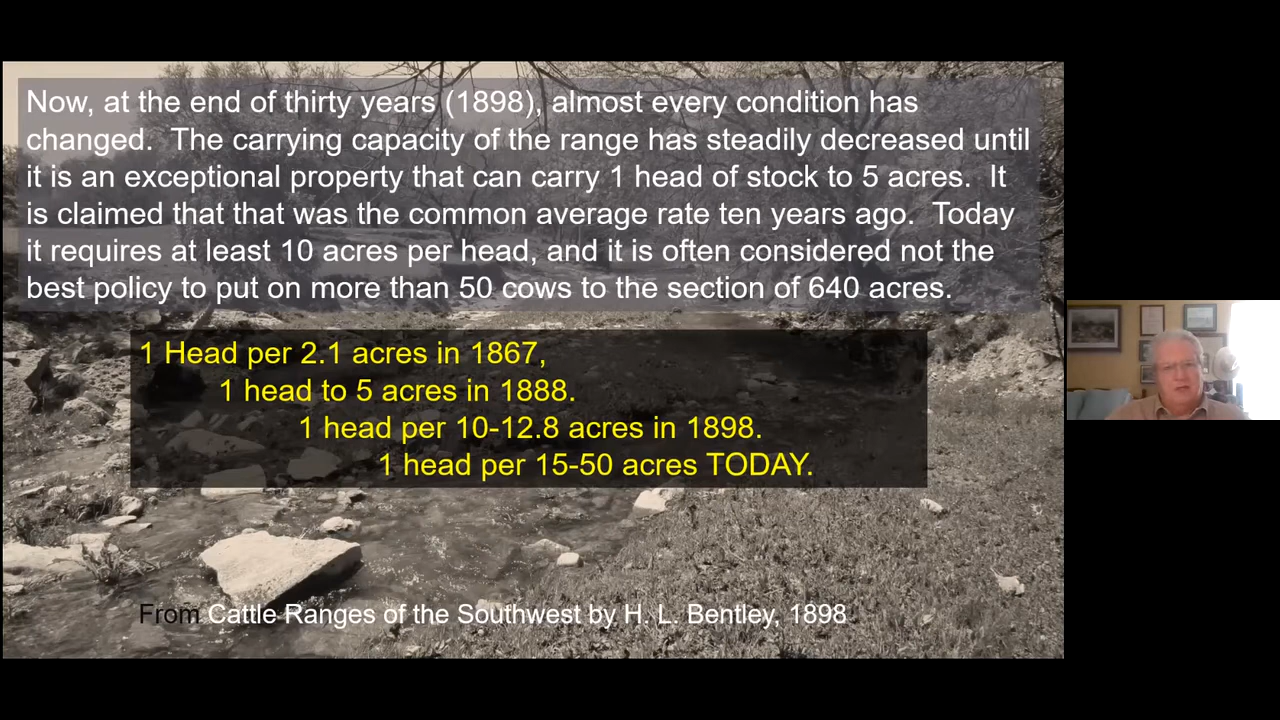 Now, at the end of thirty years (1898), almost every condition has
changed.  The carrying capacity of the range has steadily decreased until
it is an exceptional property that can carry 1 head of stock to 5 acres.  It
is claimed that that was the common average rate ten years ago.  Today
it requires at least 10 acres per head, and it is often considered not the
best policy to put on more than 50 cows to the section of 640 acres.
1 Head per 2.1 acres in 1867,
1 head to 5 acres in 1888.
1 head per 10-12.8 acres in 1898.
1 head per 15-50 acres TODAY.
From Cattle Ranges of the Southwest by H. L. Bentley, 1898